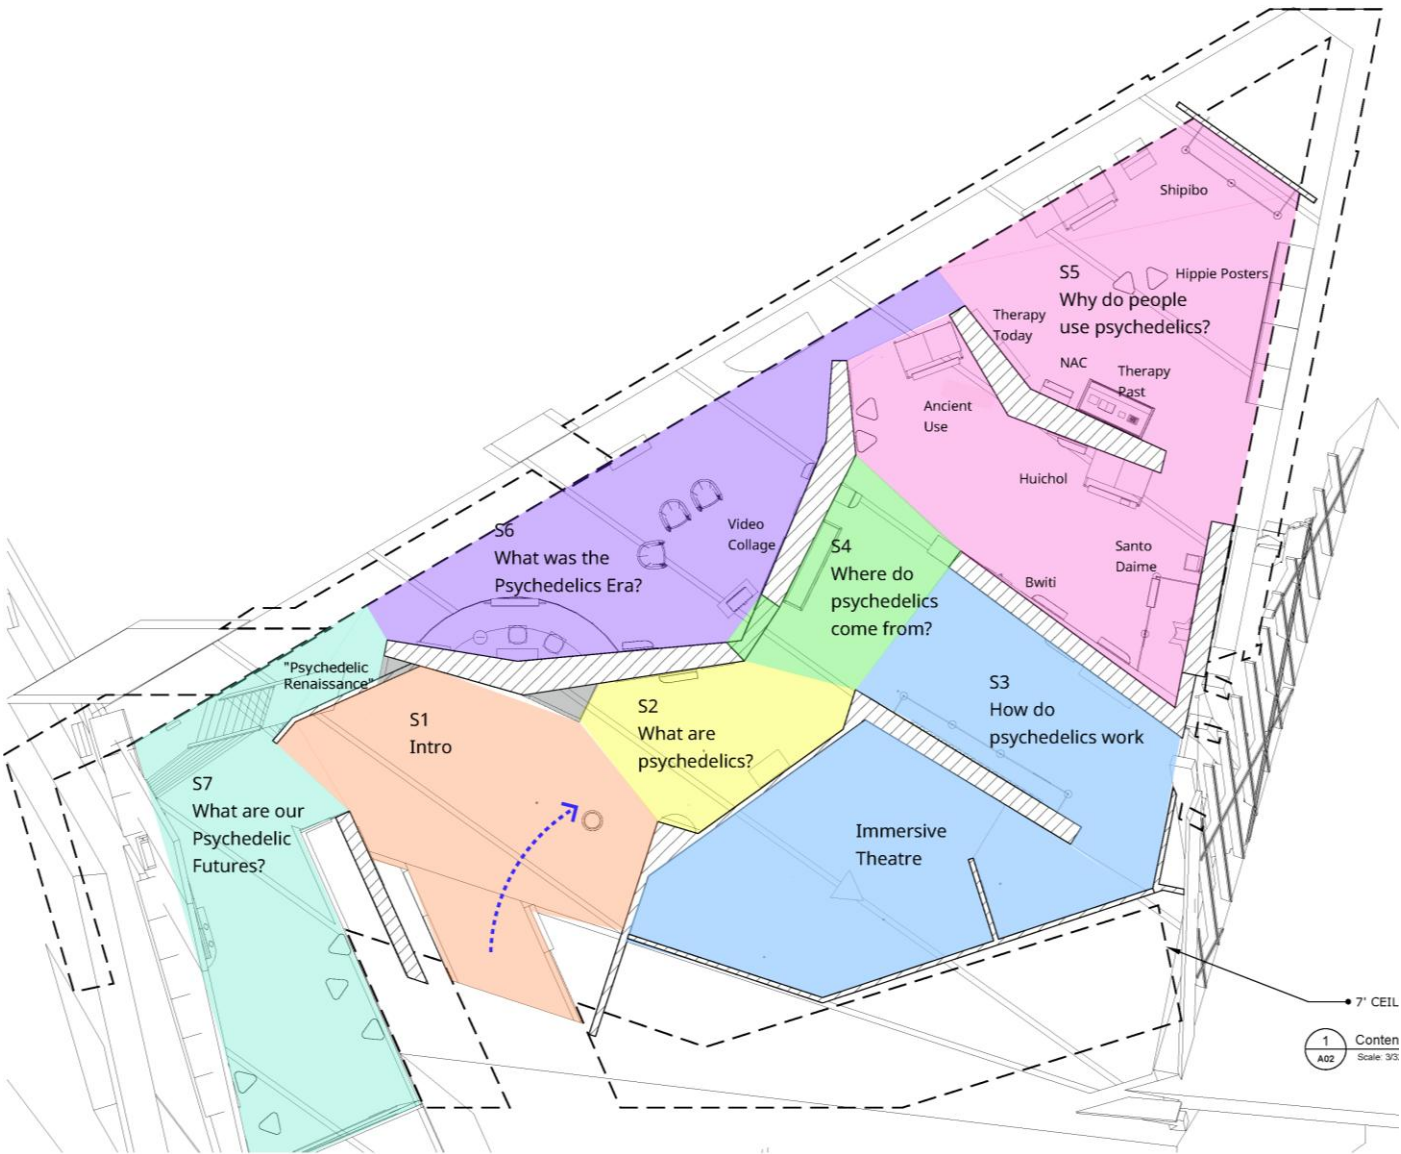 Shipibo
S5
Why do people
use psychedelics?
Hippie Posters
Therapy
Today
NAC
Therapy
Past
Ancient
Use
Huichol
Santo
Daime
Bwiti
S6
What was the
Psychedelics Era?
Video
Collage
S4
Where do
psychedelics
come from?
"Psychedelic
Renaissance"
S1
Intro
S2
What are
psychedelics?
S3
How do
psychedelics work
S7
What are our
Psychedelic
Futures?
Immersive
Theatre
7' CEIL
1
A02
Conten
Scale: 3/3